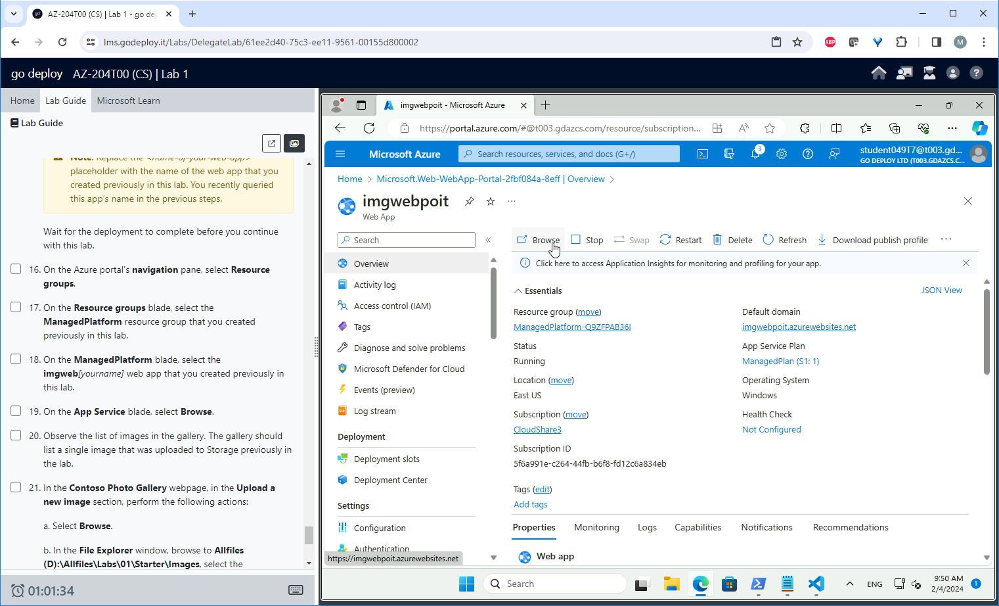 AZ-204T00 (CS) | Lab 1 - go dep
lms.godeploy.it/Labs/DelegateLab/61ee2d40-75c3-ee11-9561-00155d800002
ABP
M
go deploy AZ-204T00 (CS) | Lab 1
Home Lab Guide Microsoft Learn
Lab Guide
Note: Replace the <name-of-your-web-app>
placeholder with the name of the web app that you
created previously in this lab. You recently queried
this app's name in the previous steps.
Wait for the deployment to complete before you continue
with this lab.
16. On the Azure portal's navigation pane, select Resource
groups.
17. On the Resource groups blade, select the
ManagedPlatform resource group that you created
previously in this lab.
18. On the ManagedPlatform blade, select the
imgweb[yourname] web app that you created previously in
this lab.
19. On the App Service blade, select Browse.
20. Observe the list of images in the gallery. The gallery should
list a single image that was uploaded to Storage previously in
the lab.
21. In the Contoso Photo Gallery webpage, in the Upload a
new image section, perform the following actions:
a. Select Browse.
b. In the File Explorer window, browse to Allfiles
(D):\Allfiles\Labs\01\Starter\Images, select the
01:01:34
imgwebpoit - Microsoft Azure
https://portal.azure.com/#@t003.gdazcs.com/resource/subscription...
Microsoft Azure
Search resources, services, and docs (G+/)
3
student049T7@t003.gd...
GO DEPLOY LTD (T003.GDAZCS.C...
Home > Microsoft.Web-WebApp-Portal-2fbf084a-8eff | Overview >
imgwebpoit
Web App
Search
Overview
Activity log
Access control (IAM)
Tags
Diagnose and solve problems
Microsoft Defender for Cloud
Events (preview)
Log stream
Deployment
Deployment slots
Deployment Center
Settings
Configuration
Authentication
https://imgwebpoit.azurewebsites.net
Browse Stop Swap Restart Delete Refresh Download publish profile
Click here to access Application Insights for monitoring and profiling for your app.
Essentials
JSON View
Resource group (move)
ManagedPlatform-Q9ZFPAB36I
Status
Running
Location (move)
East US
Subscription (move)
CloudShare3
Subscription ID
5f6a991e-c264-44fb-b6f8-fd12c6a834eb
Default domain
imgwebpoit.azurewebsites.net
App Service Plan
ManagedPlan (S1: 1)
Operating System
Windows
Health Check
Not Configured
Tags (edit)
Add tags
Properties Monitoring Logs Capabilities Notifications Recommendations
Web app
Search
ENG
9:50 AM
2/4/2024
1